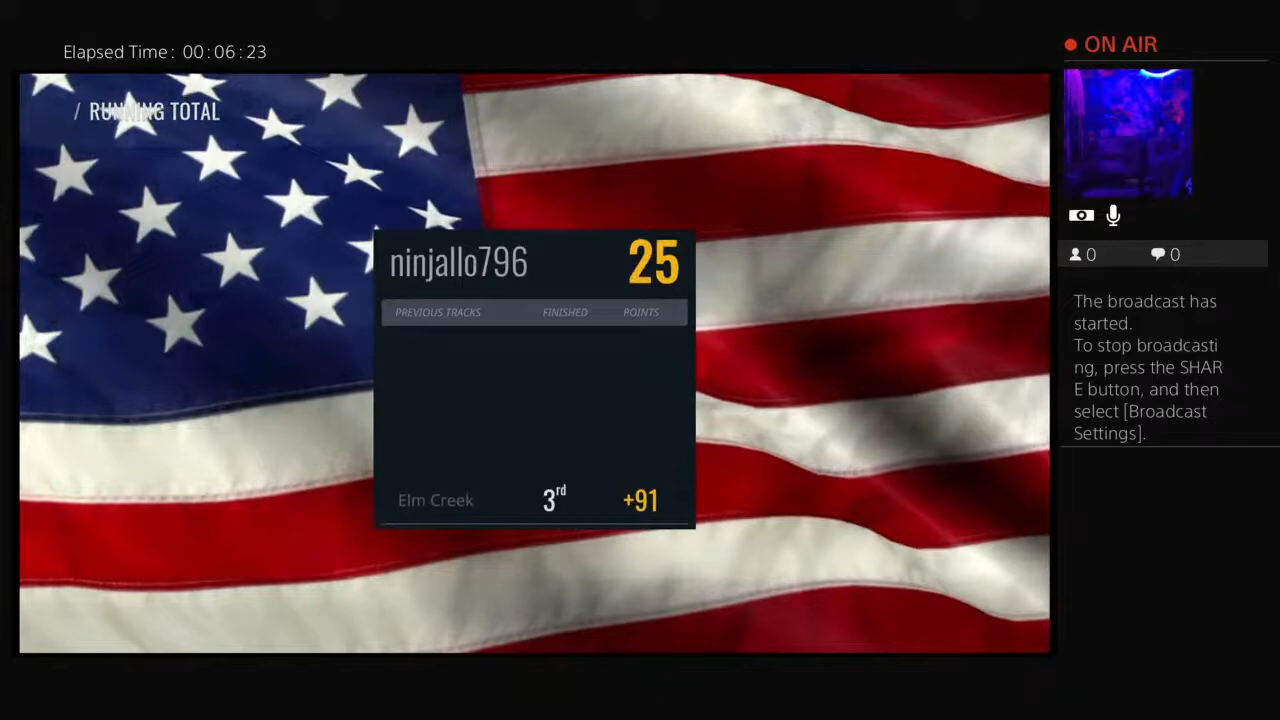 Elapsed Time: 00:06:23
ON AIR
/ RUNNING TOTAL
ninjallo796 25
PREVIOUS TRACKS FINISHED POINTS
Elm Creek 3rd +91
0 0
The broadcast has
started.
To stop broadcasti
ng, press the SHAR
E button, and then
select [Broadcast
Settings].